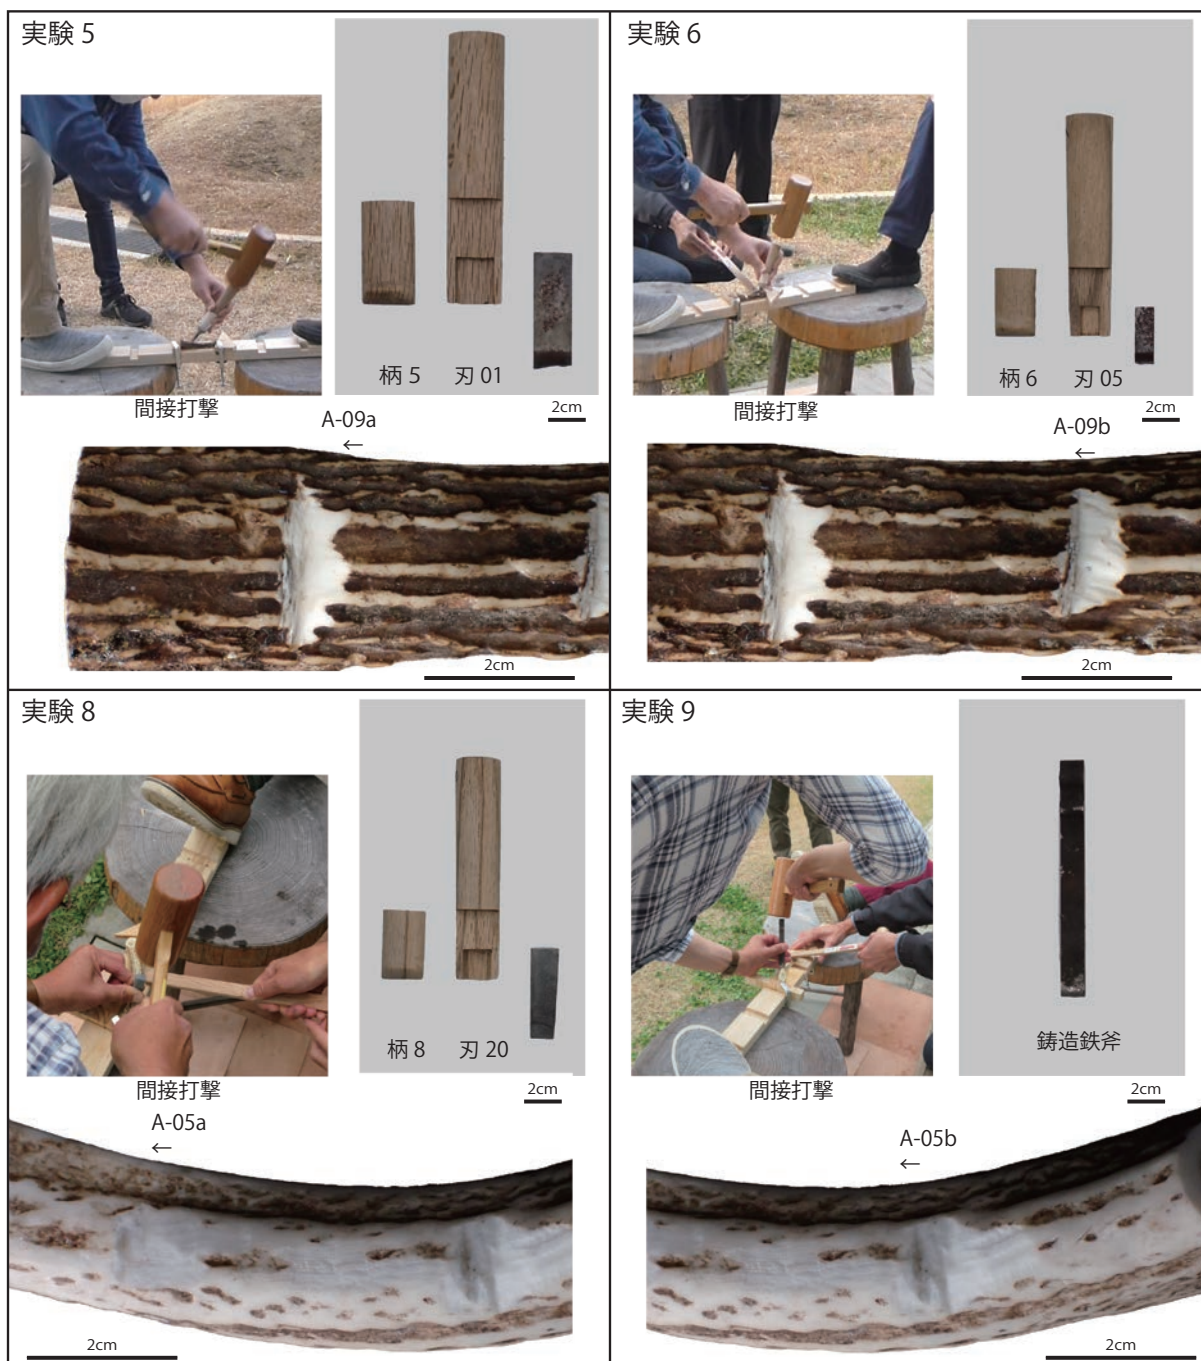 実験 5
柄 5 刃 01
間接打撃
2cm
A-09a
←
2cm
実験 6
柄 6 刃 05
間接打撃
2cm
A-09b
←
2cm
実験 8
柄 8 刃 20
間接打撃
2cm
A-05a
←
2cm
実験 9
鋳造鉄斧
間接打撃
2cm
A-05b
←
2cm